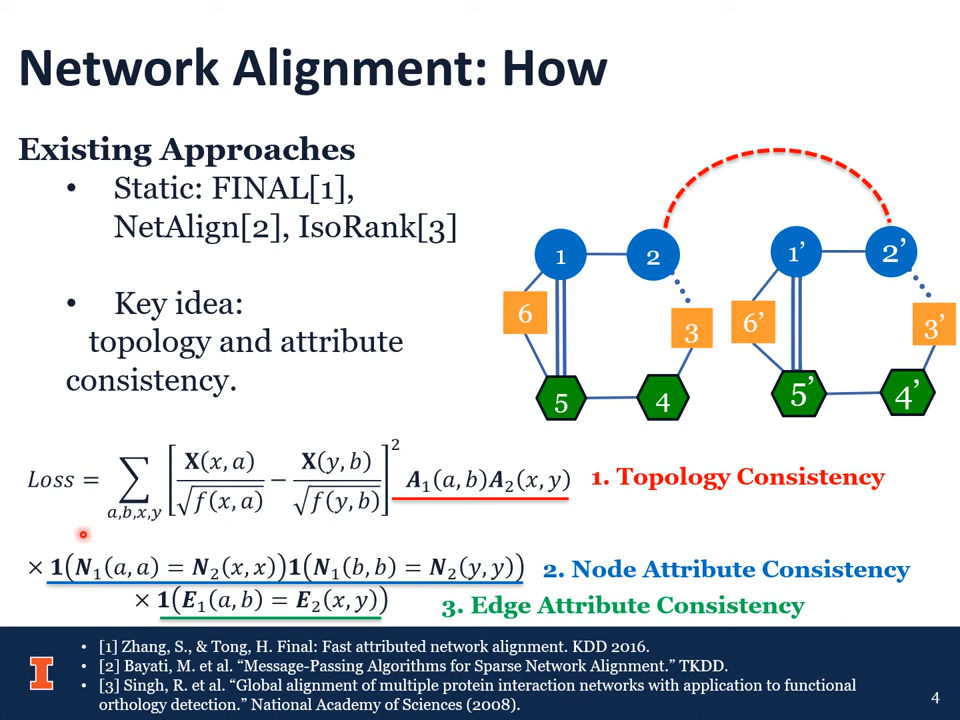 Network Alignment: How
Existing Approaches
• Static: FINAL[1],
NetAlign[2], IsoRank[3]
• Key idea:
topology and attribute
consistency.
1 2 1’ 2’
6 3 6’ 3’
5 4 5’ 4’
Loss = ∑_{a,b,x,y} [ X(x, a) / √f(x, a) − X(y, b) / √f(y, b) ]² A₁(a, b)A₂(x, y) 1. Topology Consistency
× 1(N₁(a, a) = N₂(x, x))1(N₁(b, b) = N₂(y, y)) 2. Node Attribute Consistency
× 1(E₁(a, b) = E₂(x, y)) 3. Edge Attribute Consistency
• [1] Zhang, S., & Tong, H. Final: Fast attributed network alignment. KDD 2016.
• [2] Bayati, M. et al. “Message-Passing Algorithms for Sparse Network Alignment.” TKDD.
• [3] Singh, R. et al. “Global alignment of multiple protein interaction networks with application to functional
orthology detection.” National Academy of Sciences (2008).
I
4